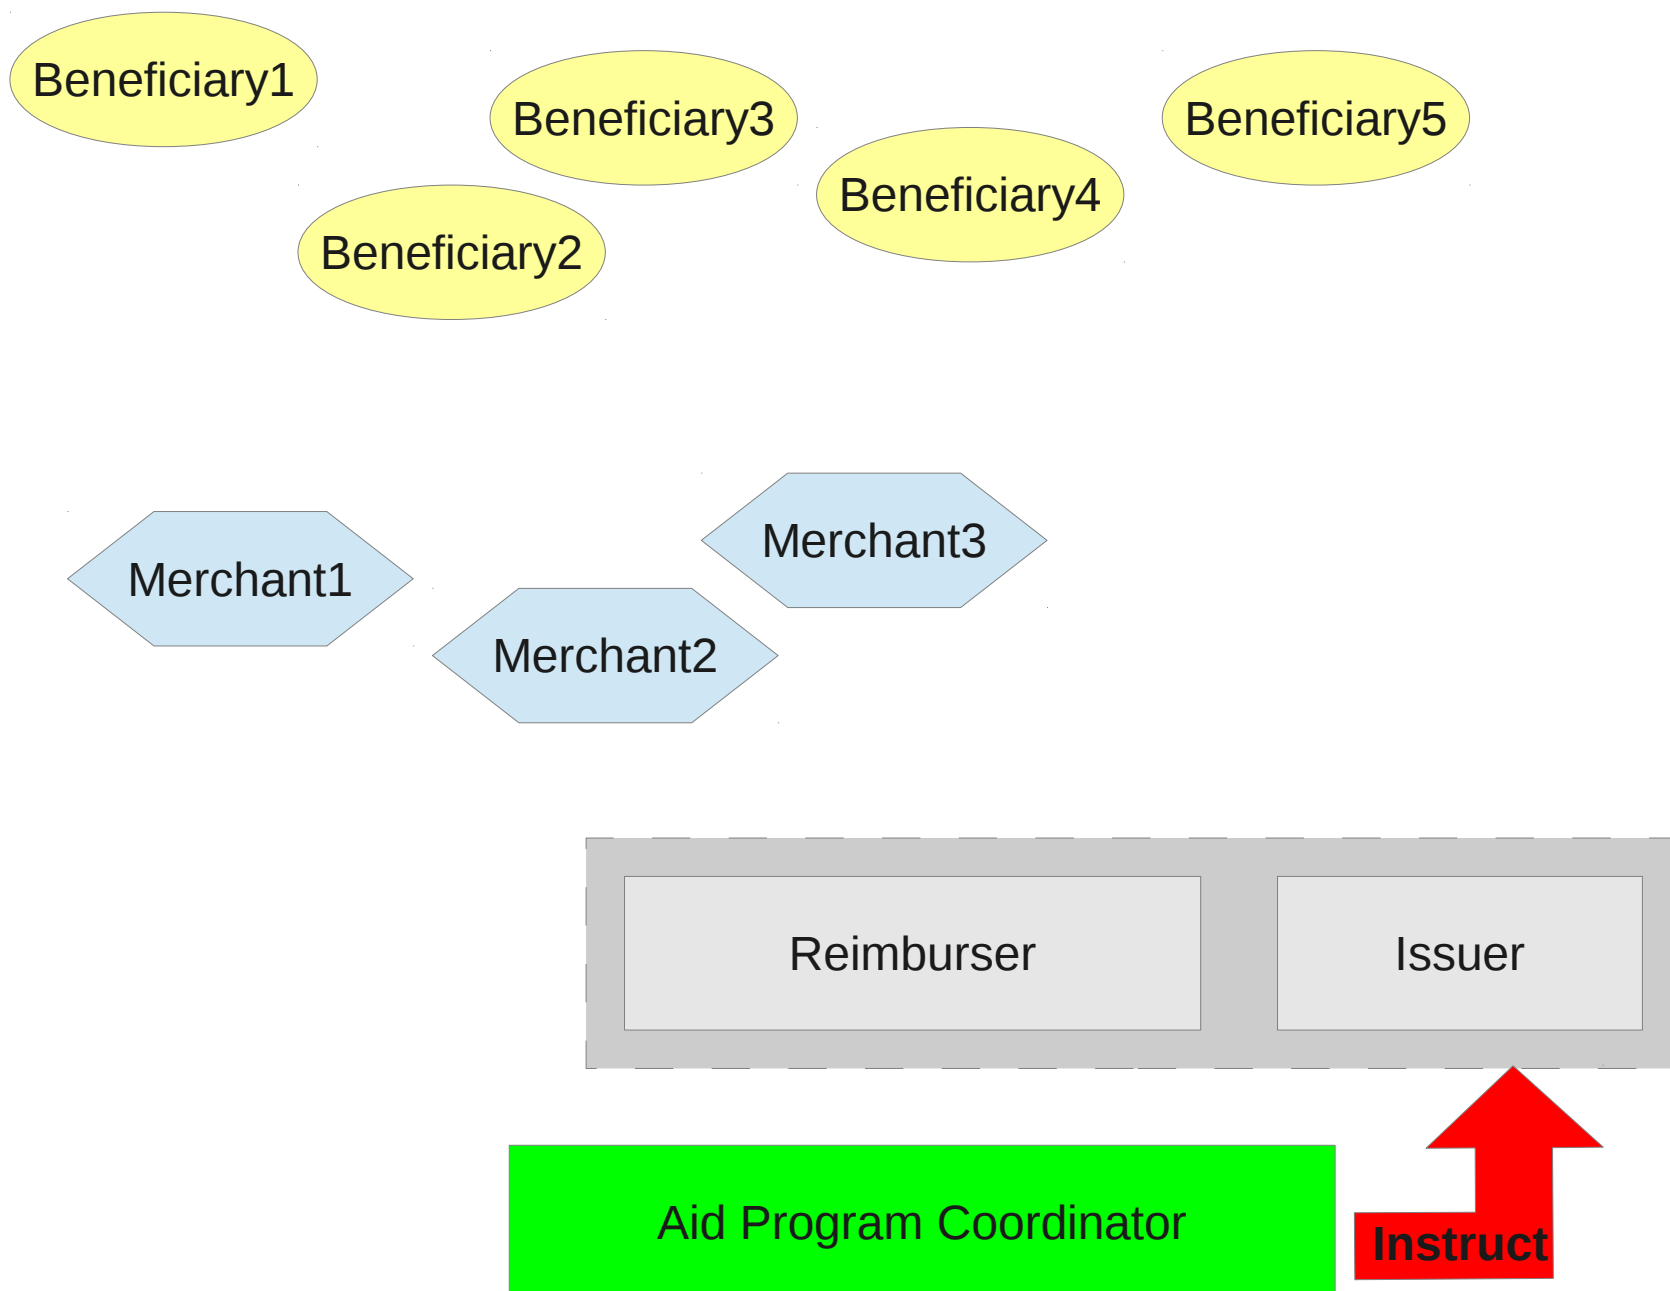 Beneficiary1
Beneficiary3
Beneficiary5
Beneficiary4
Beneficiary2
Merchant3
Merchant1
Merchant2
Reimburser
Issuer
Aid Program Coordinator
Instruct